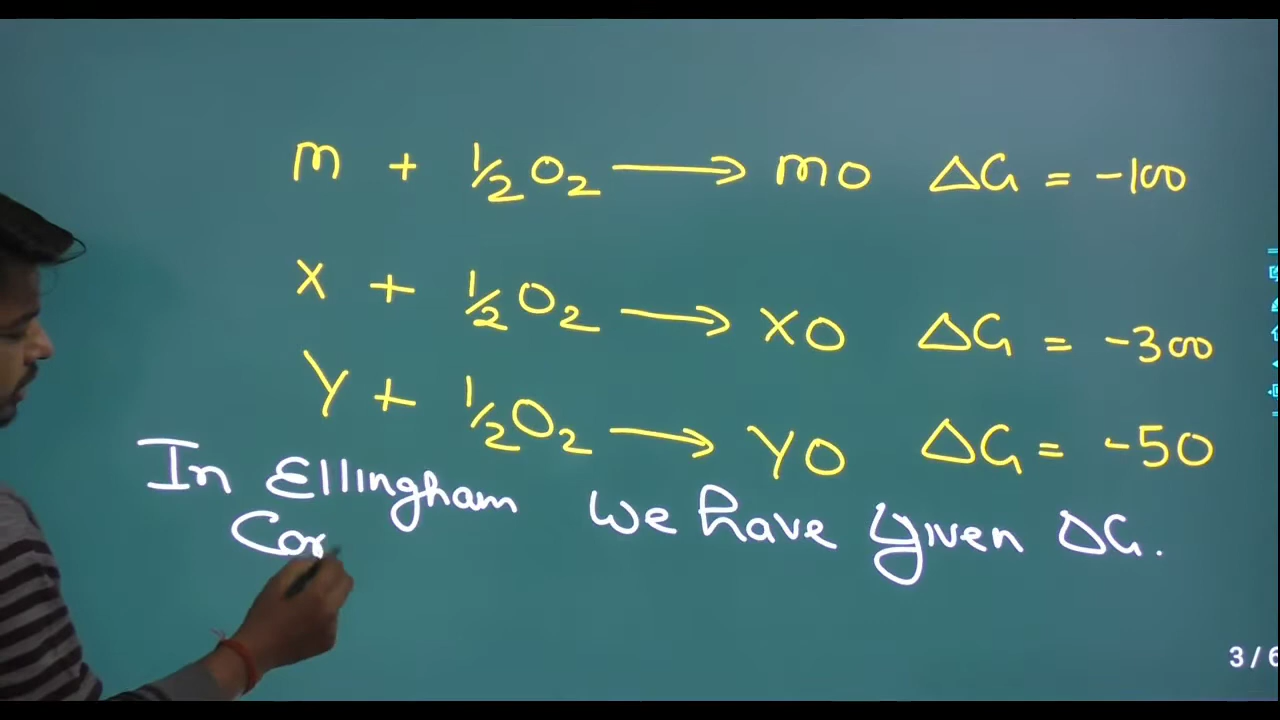 M + ½O₂ ⟶ MO ΔG = -100
X + ½O₂ ⟶ XO ΔG = -300
Y + ½O₂ ⟶ YO ΔG = -50
In Ellingham we have given ΔG.
Cor
3/6